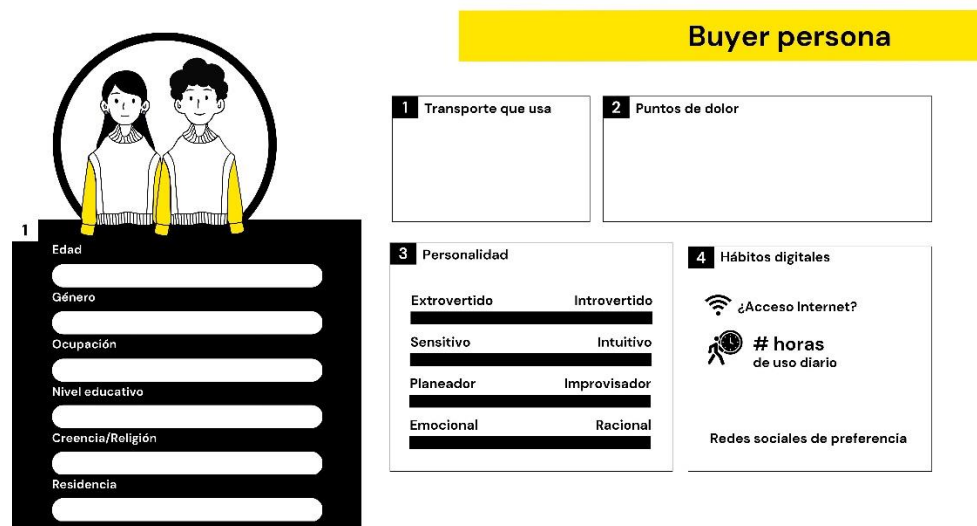 Buyer persona
1
Edad
Género
Ocupación
Nivel educativo
Creencia/Religión
Residencia
1 Transporte que usa
2 Puntos de dolor
3 Personalidad
Extrovertido Introvertido
Sensitivo Intuitivo
Planeador Improvisador
Emocional Racional
4 Hábitos digitales
¿Acceso Internet?
# horas
de uso diario
Redes sociales de preferencia